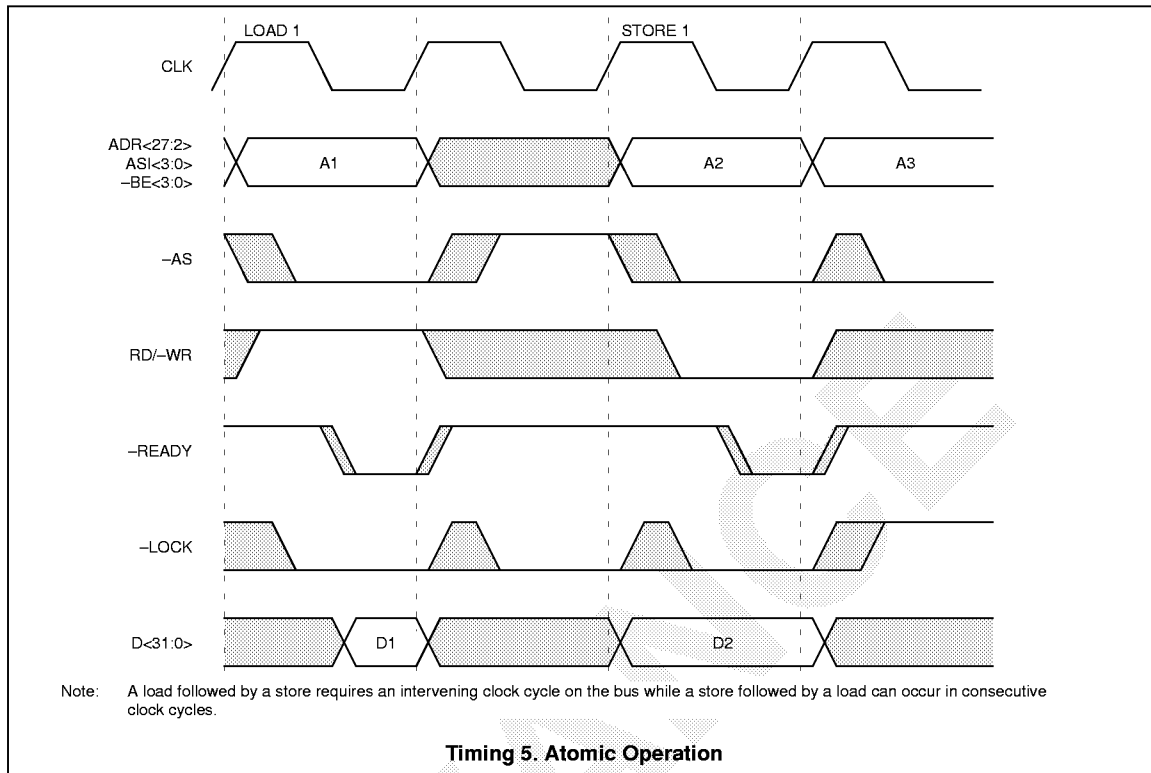 LOAD 1
STORE 1
CLK
ADR<27:2>
ASI<3:0>
–BE<3:0>
A1
A2
A3
–AS
RD/–WR
–READY
–LOCK
D<31:0>
D1
D2
Note: A load followed by a store requires an intervening clock cycle on the bus while a store followed by a load can occur in consecutive
clock cycles.
Timing 5. Atomic Operation